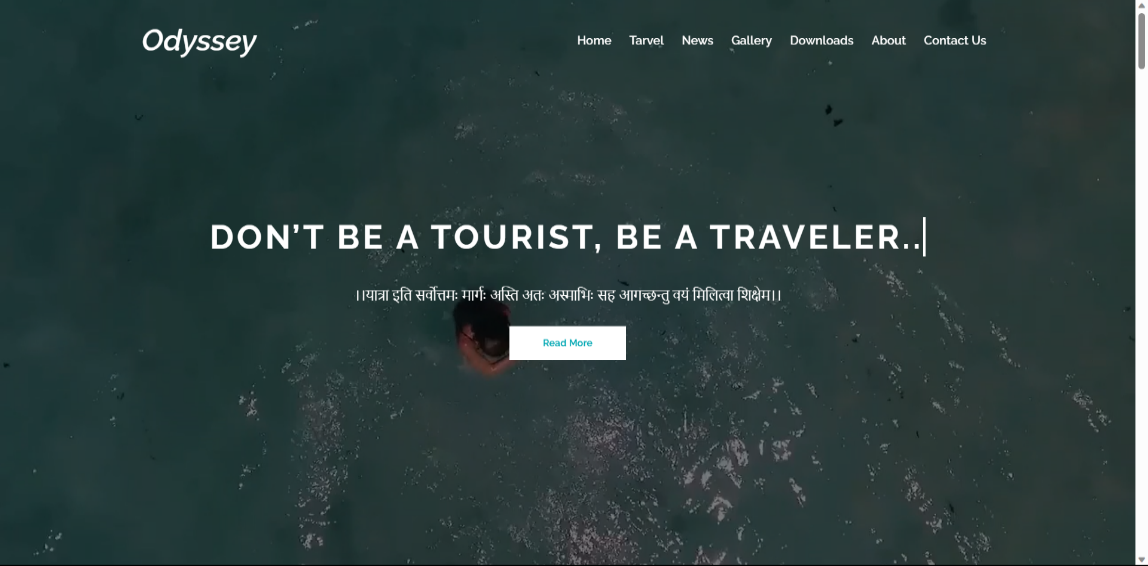 Odyssey
Home Tarvel News Gallery Downloads About Contact Us
DON’T BE A TOURIST, BE A TRAVELER..
।।यात्रा इति सर्वोत्तमः मार्गः अस्ति अतः अस्माभिः सह आगच्छन्तु वयं मिलित्वा शिक्षेम।।
Read More